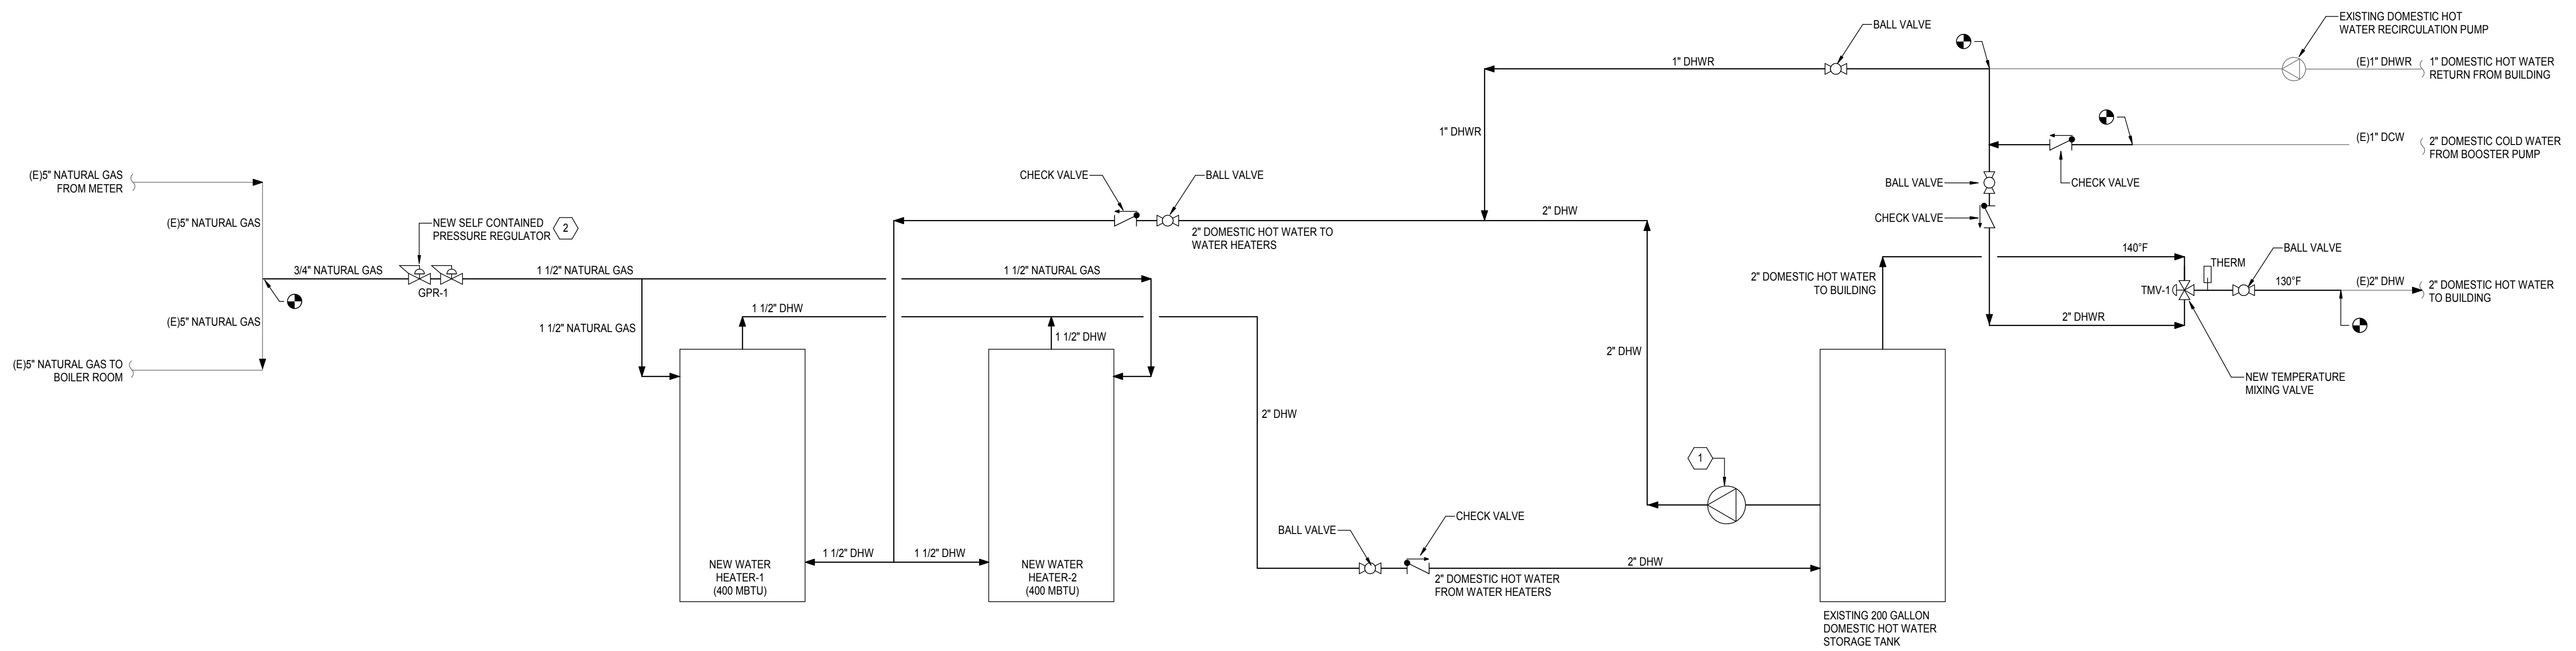 EXISTING DOMESTIC HOT
WATER RECIRCULATION PUMP
BALL VALVE
1" DHWR
(E)1" DHWR
1" DOMESTIC HOT WATER
RETURN FROM BUILDING
1" DHWR
(E)1" DCW
2" DOMESTIC COLD WATER
FROM BOOSTER PUMP
(E)5" NATURAL GAS
FROM METER
CHECK VALVE
BALL VALVE
BALL VALVE
CHECK VALVE
(E)5" NATURAL GAS
NEW SELF CONTAINED
PRESSURE REGULATOR
2
2" DHW
CHECK VALVE
2" DOMESTIC HOT WATER TO
WATER HEATERS
3/4" NATURAL GAS
1 1/2" NATURAL GAS
1 1/2" NATURAL GAS
GPR-1
2" DOMESTIC HOT WATER
TO BUILDING
140°F
THERM
BALL VALVE
TMV-1
130°F
(E)2" DHW
2" DOMESTIC HOT WATER
TO BUILDING
(E)5" NATURAL GAS
1 1/2" NATURAL GAS
1 1/2" DHW
1 1/2" DHW
2" DHWR
2" DHW
(E)5" NATURAL GAS TO
BOILER ROOM
NEW TEMPERATURE
MIXING VALVE
2" DHW
1
BALL VALVE
CHECK VALVE
1 1/2" DHW
1 1/2" DHW
2" DHW
NEW WATER
HEATER-1
(400 MBTU)
NEW WATER
HEATER-2
(400 MBTU)
2" DOMESTIC HOT WATER
FROM WATER HEATERS
EXISTING 200 GALLON
DOMESTIC HOT WATER
STORAGE TANK